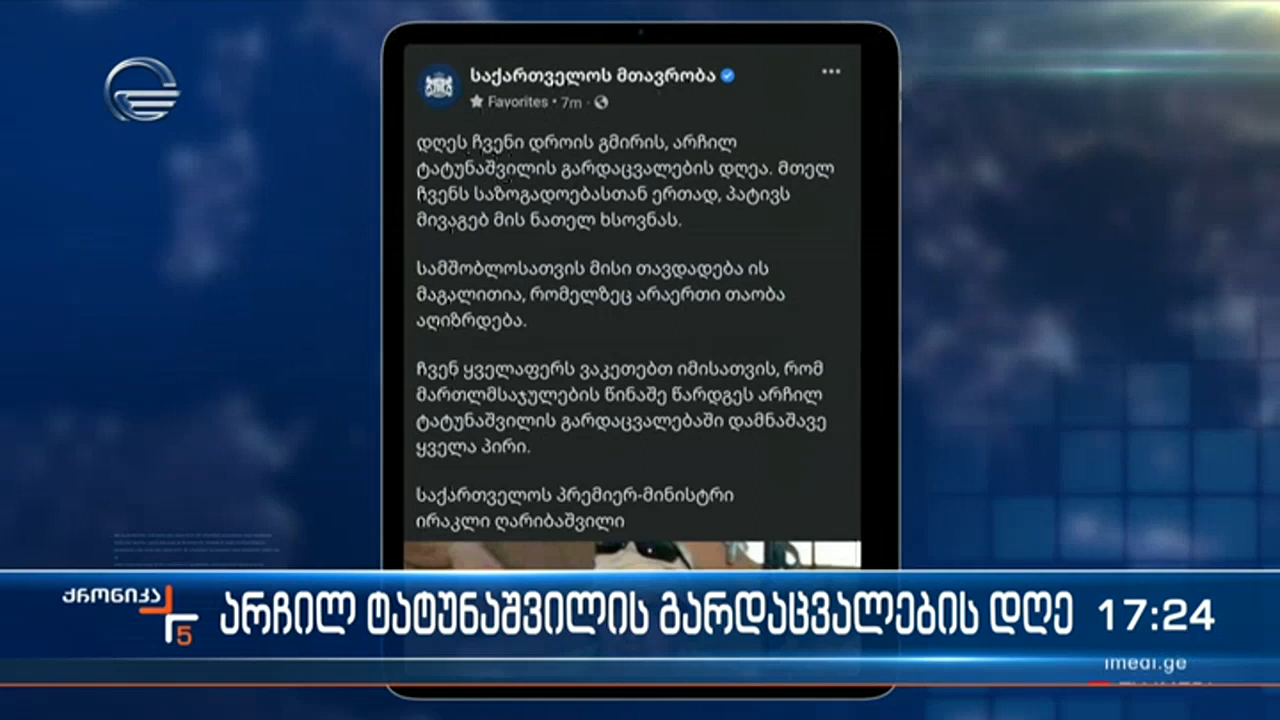 საქართველოს მთავრობა
Favorites • 7m ·
დღეს ჩვენი დროის გმირის, არჩილ
ტატუნაშვილის გარდაცვალების დღეა. მთელ
ჩვენს საზოგადოებასთან ერთად, პატივს
მივაგებ მის ნათელ ხსოვნას.
სამშობლოსათვის მისი თავდადება ის
მაგალითია, რომელზეც არაერთი თაობა
აღიზრდება.
ჩვენ ყველაფერს ვაკეთებთ იმისათვის, რომ
მართლმსაჯულების წინაშე წარდგეს არჩილ
ტატუნაშვილის გარდაცვალებაში დამნაშავე
ყველა პირი.
საქართველოს პრემიერ-მინისტრი
ირაკლი ღარიბაშვილი
ქრონიკა
5
არჩილ ტატუნაშვილის გარდაცვალების დღე
17:24
imedi.ge